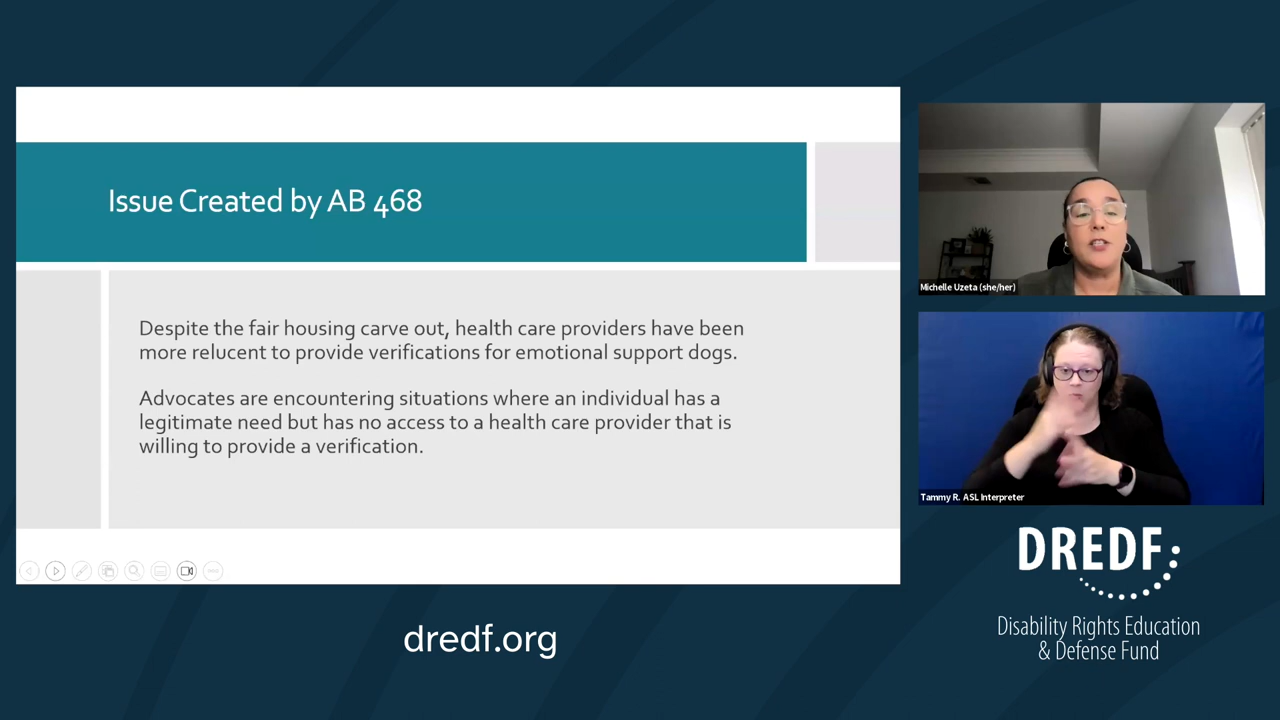 Issue Created by AB 468
Despite the fair housing carve out, health care providers have been
more relucent to provide verifications for emotional support dogs.
Advocates are encountering situations where an individual has a
legitimate need but has no access to a health care provider that is
willing to provide a verification.
Michelle Uzeta (she/her)
Tammy R. ASL Interpreter
DREDF
Disability Rights Education
& Defense Fund
dredf.org